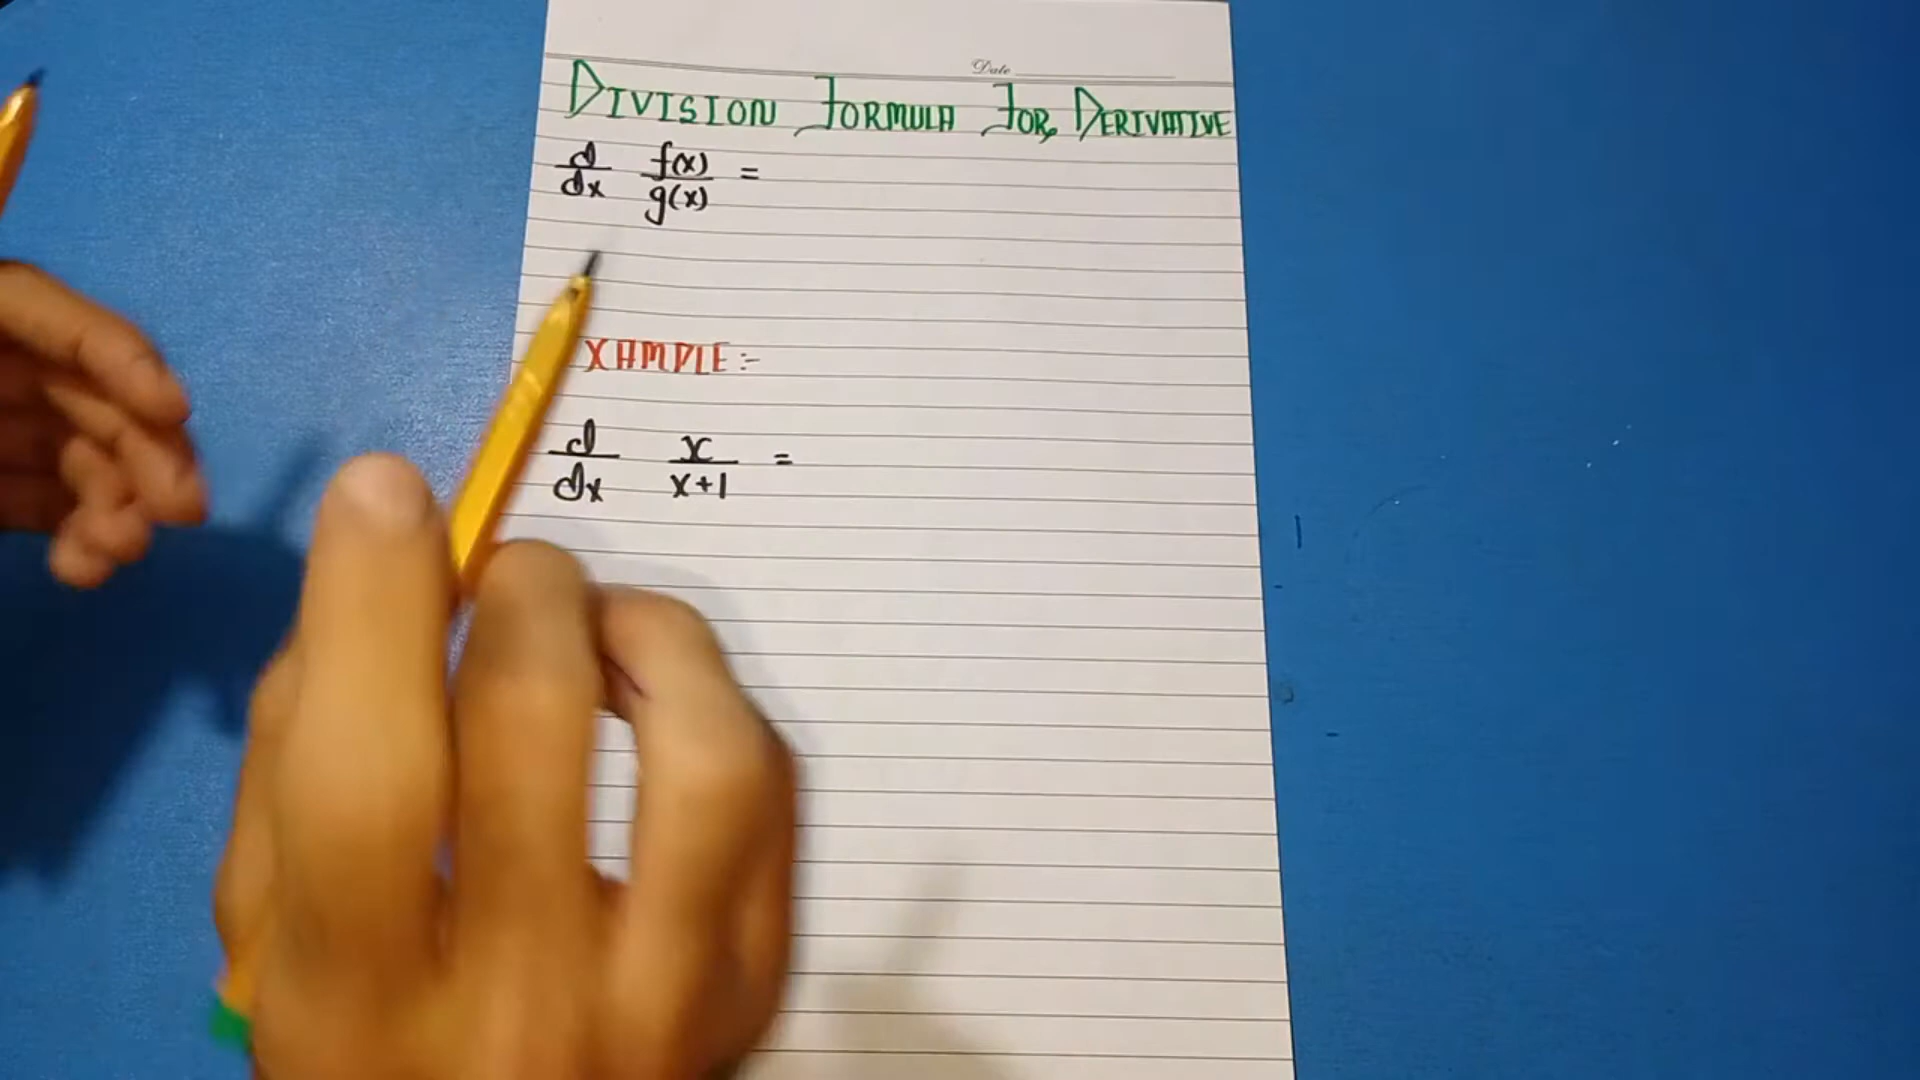 Date
DIVISION FORMULA FOR DERIVATIVE
d/dx f(x)/g(x) =
XAMPLE :-
d/dx x/x+1 =